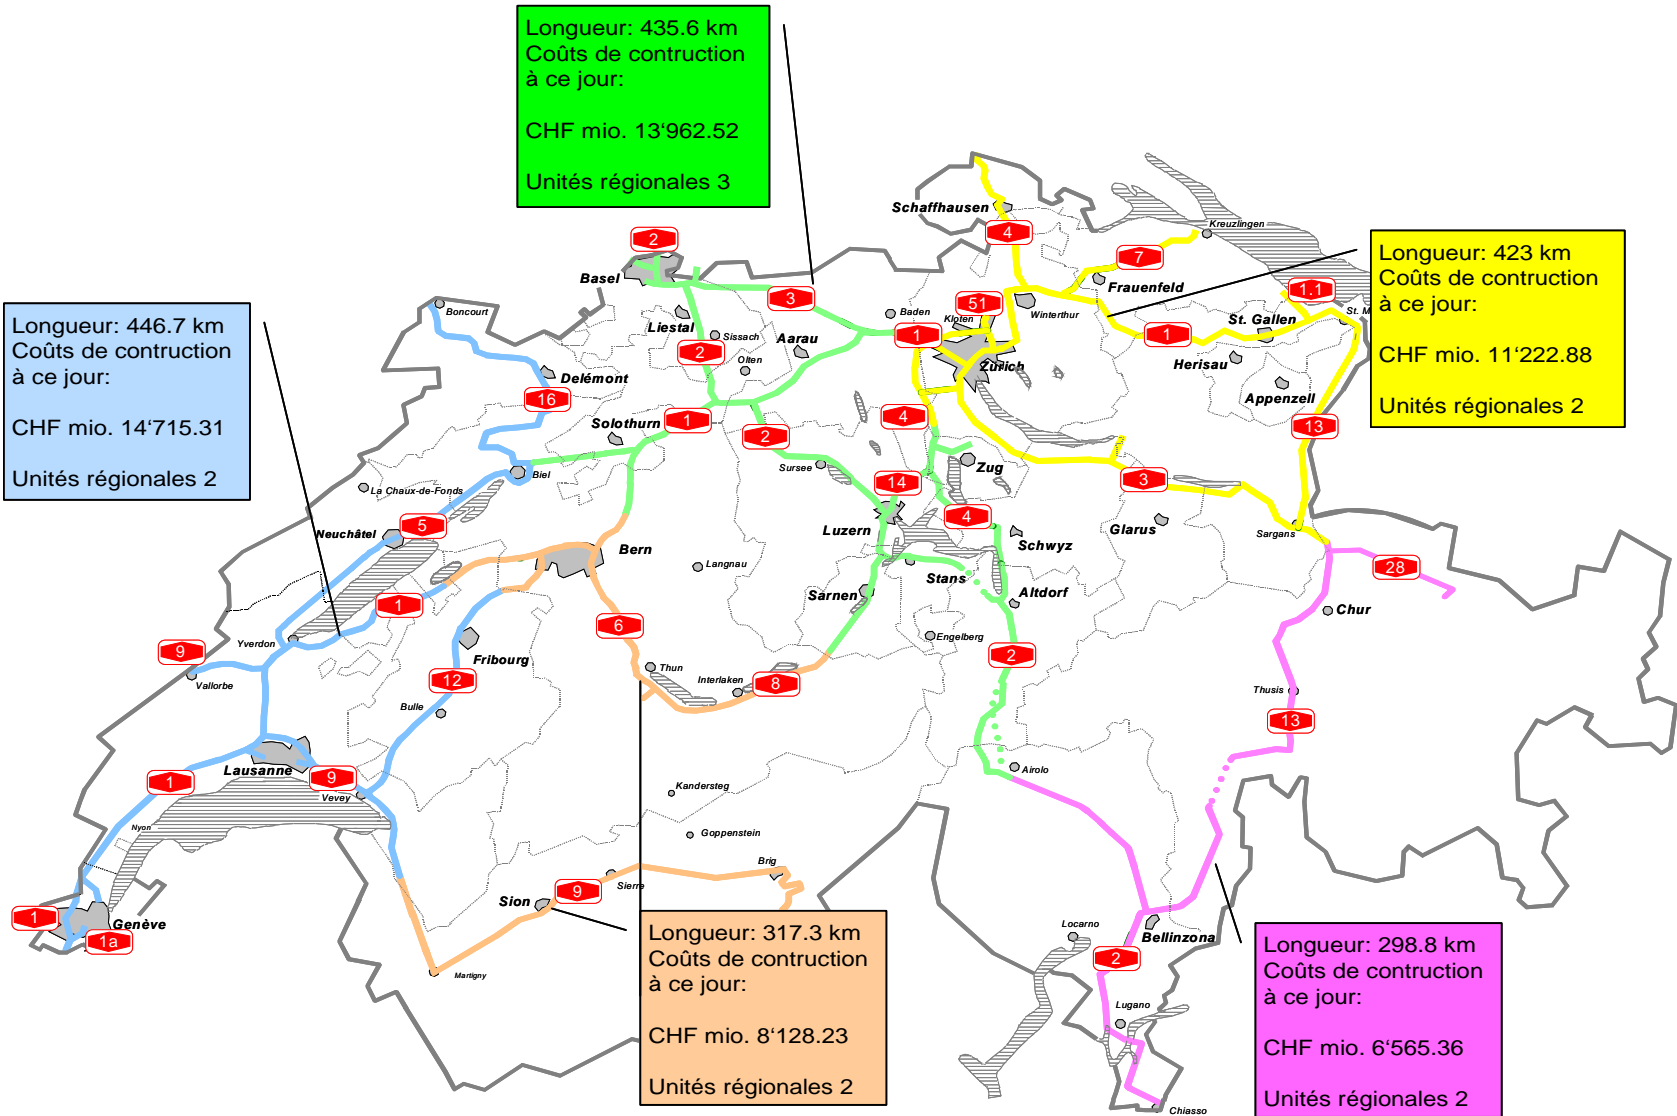 Longueur: 435.6 km
Coûts de contruction
à ce jour:
CHF mio. 13‘962.52
Unités régionales 3
Longueur: 446.7 km
Coûts de contruction
à ce jour:
CHF mio. 14‘715.31
Unités régionales 2
Longueur: 423 km
Coûts de contruction
à ce jour:
CHF mio. 11‘222.88
Unités régionales 2
Longueur: 317.3 km
Coûts de contruction
à ce jour:
CHF mio. 8‘128.23
Unités régionales 2
Longueur: 298.8 km
Coûts de contruction
à ce jour:
CHF mio. 6‘565.36
Unités régionales 2
Schaffhausen
4
Kreuzlingen
2
7
Basel
Frauenfeld
1.1
3
51
Winterthur
Boncourt
Baden
Kloten
St. Gallen
St. M
Liestal
Sissach
Aarau
1
1
2
Olten
Zürich
Herisau
Delémont
Appenzell
16
Solothurn
1
4
13
2
Sursee
Zug
Biel
14
3
La Chaux-de-Fonds
5
4
Luzern
Glarus
Neuchâtel
Bern
Schwyz
Sargans
Langnau
Stans
28
Sarnen
Altdorf
1
Chur
6
Engelberg
Yverdon
9
Fribourg
2
Vallorbe
12
Thun
Interlaken
8
Thusis
Bulle
13
Lausanne
1
9
Vevey
Airolo
Kandersteg
Nyon
Goppenstein
Brig
Sierre
9
Sion
1
Genève
1a
Locarno
Bellinzona
2
Martigny
Lugano
Chiasso